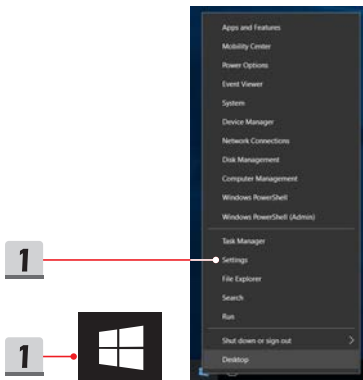 Apps and Features
Mobility Center
Power Options
Event Viewer
System
Device Manager
Network Connections
Disk Management
Computer Management
Windows PowerShell
Windows PowerShell (Admin)
Task Manager
1
Settings
File Explorer
Search
Run
1
Shut down or sign out
Desktop